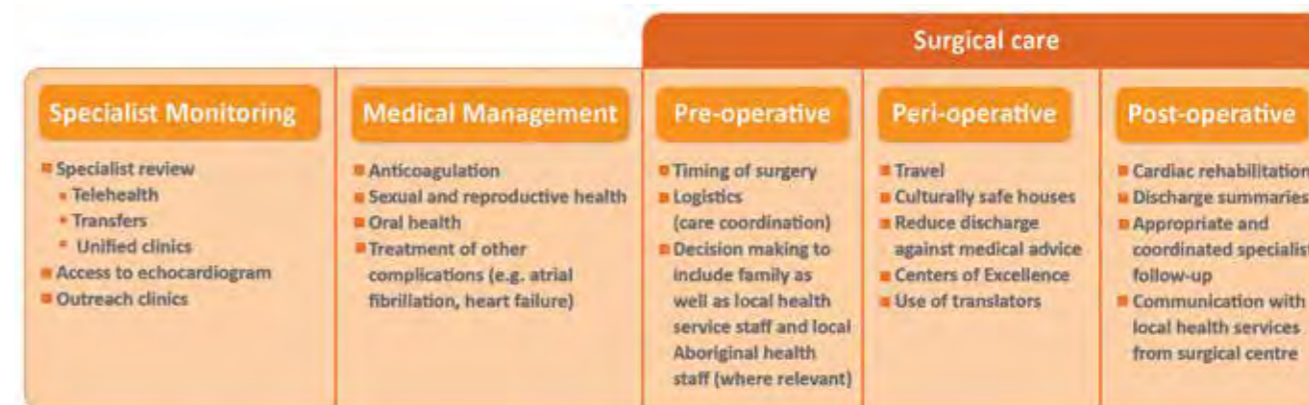 Surgical care
Specialist Monitoring
Specialist review
Telehealth
Transfers
Unified clinics
Access to echocardiogram
Outreach clinics
Medical Management
Anticoagulation
Sexual and reproductive health
Oral health
Treatment of other
complications (e.g. atrial
fibrillation, heart failure)
Pre-operative
Timing of surgery
Logistics
(care coordination)
Decision making to
include family as
well as local health
service staff and local
Aboriginal health
staff (where relevant)
Peri-operative
Travel
Culturally safe houses
Reduce discharge
against medical advice
Centers of Excellence
Use of translators
Post-operative
Cardiac rehabilitation
Discharge summaries
Appropriate and
coordinated specialist
follow-up
Communication with
local health services
from surgical centre